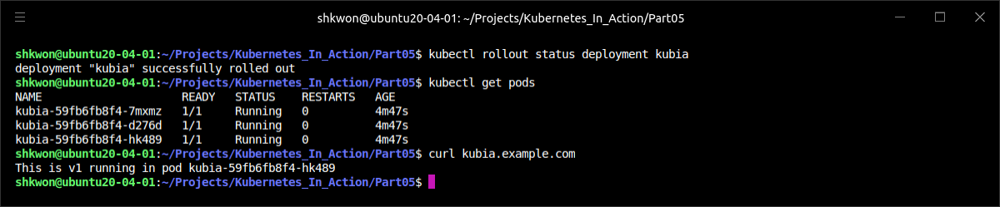 shkwon@ubuntu20-04-01: ~/Projects/Kubernetes_In_Action/Part05
shkwon@ubuntu20-04-01:~/Projects/Kubernetes_In_Action/Part05$ kubectl rollout status deployment kubia
deployment "kubia" successfully rolled out
shkwon@ubuntu20-04-01:~/Projects/Kubernetes_In_Action/Part05$ kubectl get pods
NAME                     READY   STATUS    RESTARTS   AGE
kubia-59fb6fb8f4-7mxmz   1/1     Running   0          4m47s
kubia-59fb6fb8f4-d276d   1/1     Running   0          4m47s
kubia-59fb6fb8f4-hk489   1/1     Running   0          4m47s
shkwon@ubuntu20-04-01:~/Projects/Kubernetes_In_Action/Part05$ curl kubia.example.com
This is v1 running in pod kubia-59fb6fb8f4-hk489
shkwon@ubuntu20-04-01:~/Projects/Kubernetes_In_Action/Part05$